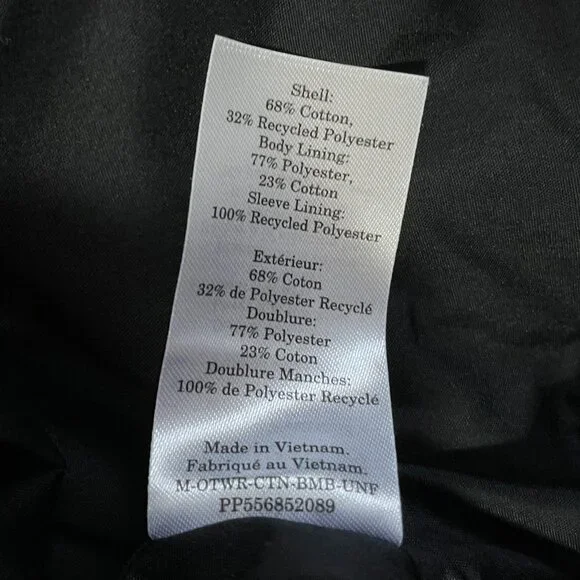 Shell:
68% Cotton,
32% Recycled Polyester
Body Lining:
77% Polyester,
23% Cotton
Sleeve Lining:
100% Recycled Polyester
Extérieur:
68% Coton
32% de Polyester Recyclé
Doublure:
77% Polyester
23% Coton
Doublure Manches:
100% de Polyester Recyclé
Made in Vietnam.
Fabriqué au Vietnam.
M-OTWR-CTN-BMB-UNF
PP556852089